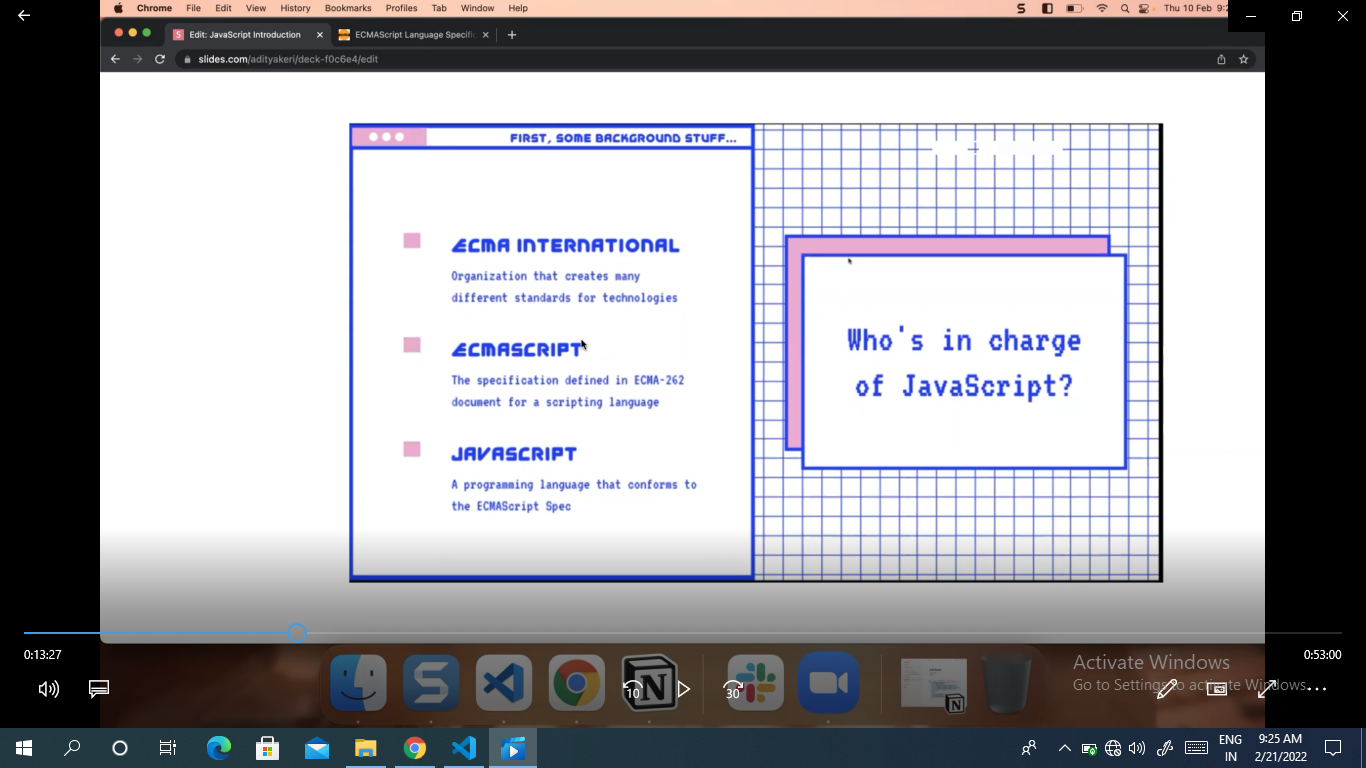 Chrome File Edit View History Bookmarks Profiles Tab Window Help
Thu 10 Feb 9:2
Edit: JavaScript Introduction
ECMAScript Language Specific
slides.com/adityakeri/deck-f0c6e4/edit
FIRST, SOME BACKGROUND STUFF...
ECMA INTERNATIONAL
Organization that creates many
different standards for technologies
ECMASCRIPT
The specification defined in ECMA-262
document for a scripting language
JAVASCRIPT
A programming language that conforms to
the ECMAScript Spec
Who's in charge
of JavaScript?
0:13:27
0:53:00
10
30
Activate Windows
Go to Settings to activate Windows.
ENG
IN
9:25 AM
2/21/2022